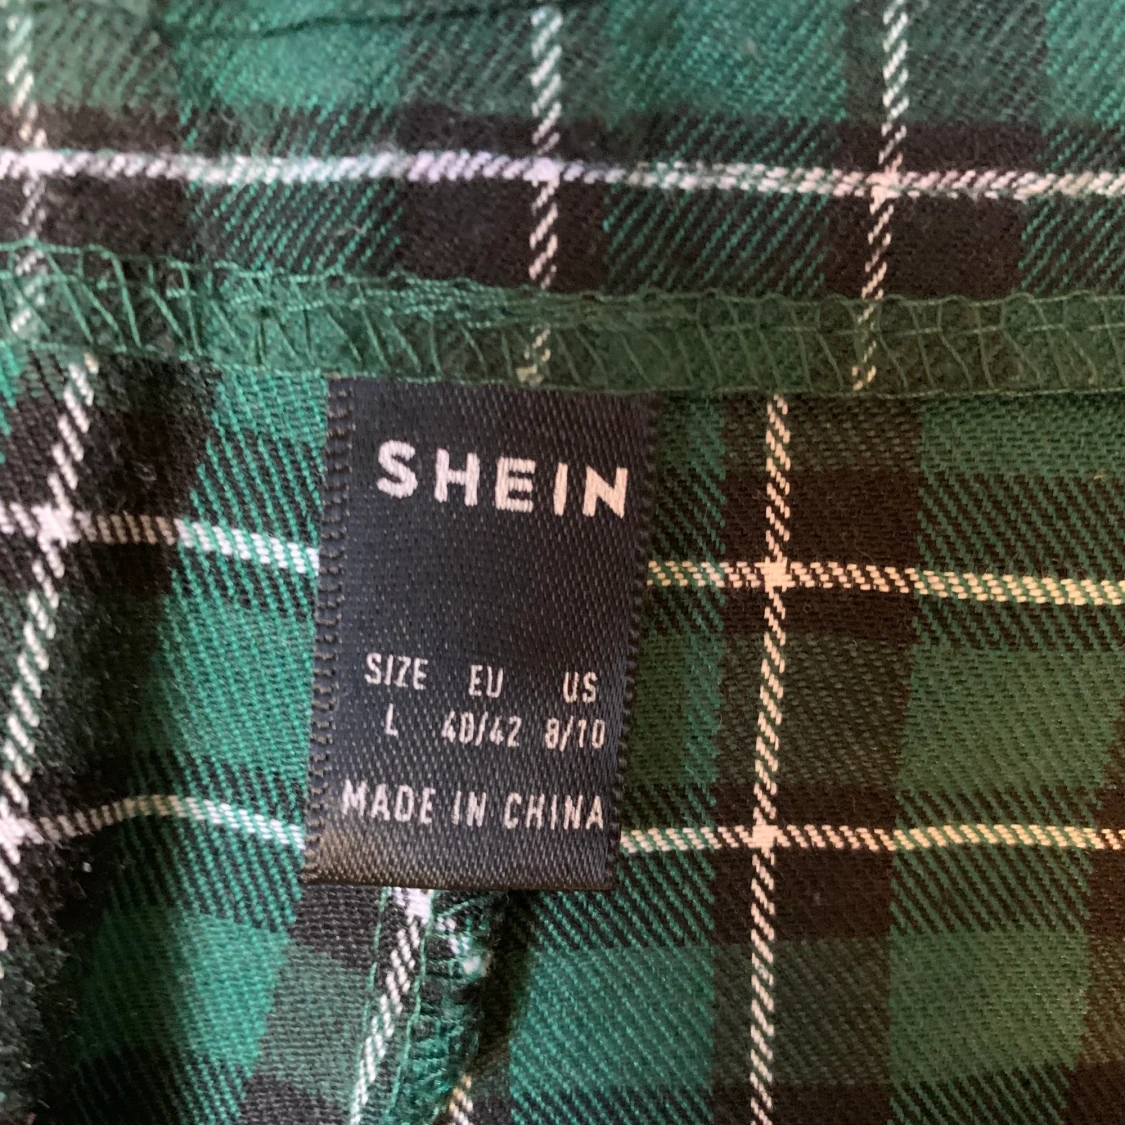 SHEIN
SIZE EU US
L 40/42 8/10
MADE IN CHINA